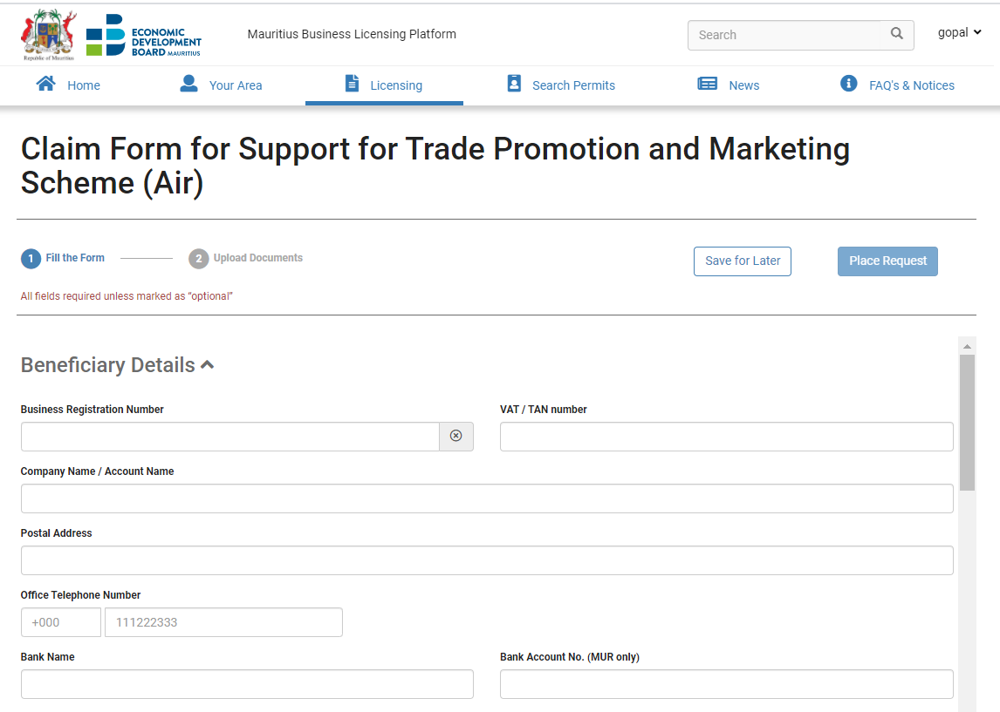 Republic of Mauritius
ECONOMIC
DEVELOPMENT
BOARD MAURITIUS
Mauritius Business Licensing Platform
Search
gopal
Home
Your Area
Licensing
Search Permits
News
FAQ's & Notices
Claim Form for Support for Trade Promotion and Marketing
Scheme (Air)
1 Fill the Form
2 Upload Documents
Save for Later
Place Request
All fields required unless marked as “optional”
Beneficiary Details
Business Registration Number
VAT / TAN number
Company Name / Account Name
Postal Address
Office Telephone Number
+000
111222333
Bank Name
Bank Account No. (MUR only)